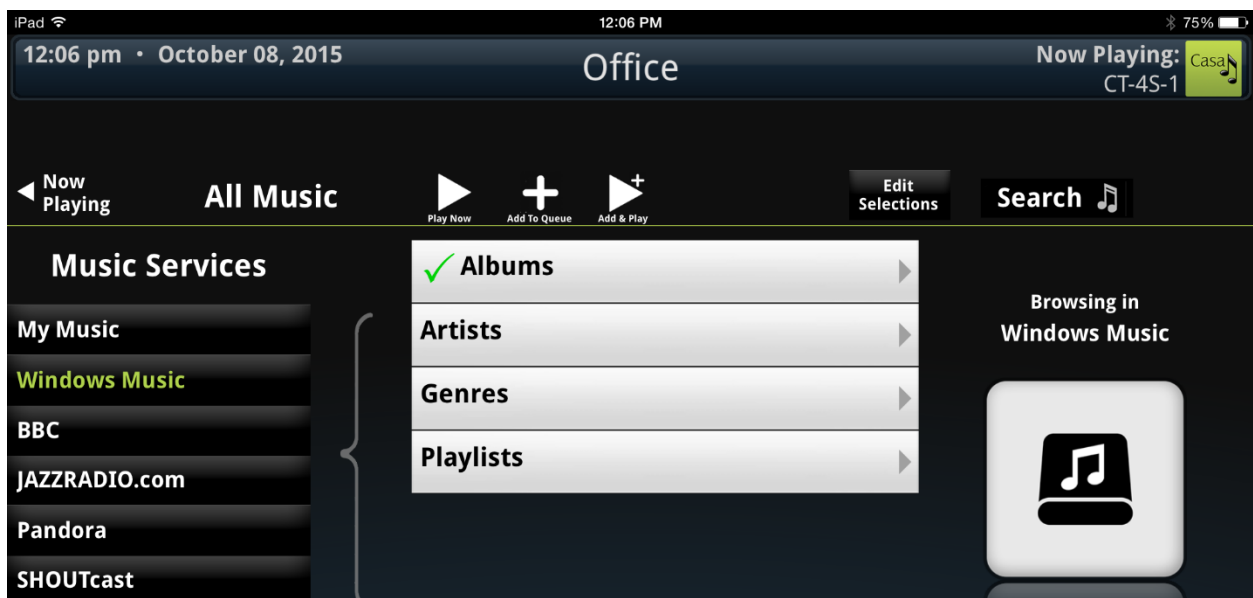 iPad 12:06 PM 75%
12:06 pm • October 08, 2015
Office
Now Playing:
CT-4S-1
Casa
Now
Playing
All Music
Play Now
Add To Queue
Add & Play
Edit
Selections
Search
Music Services
My Music
Windows Music
BBC
JAZZRADIO.com
Pandora
SHOUTcast
Albums
Artists
Genres
Playlists
Browsing in
Windows Music